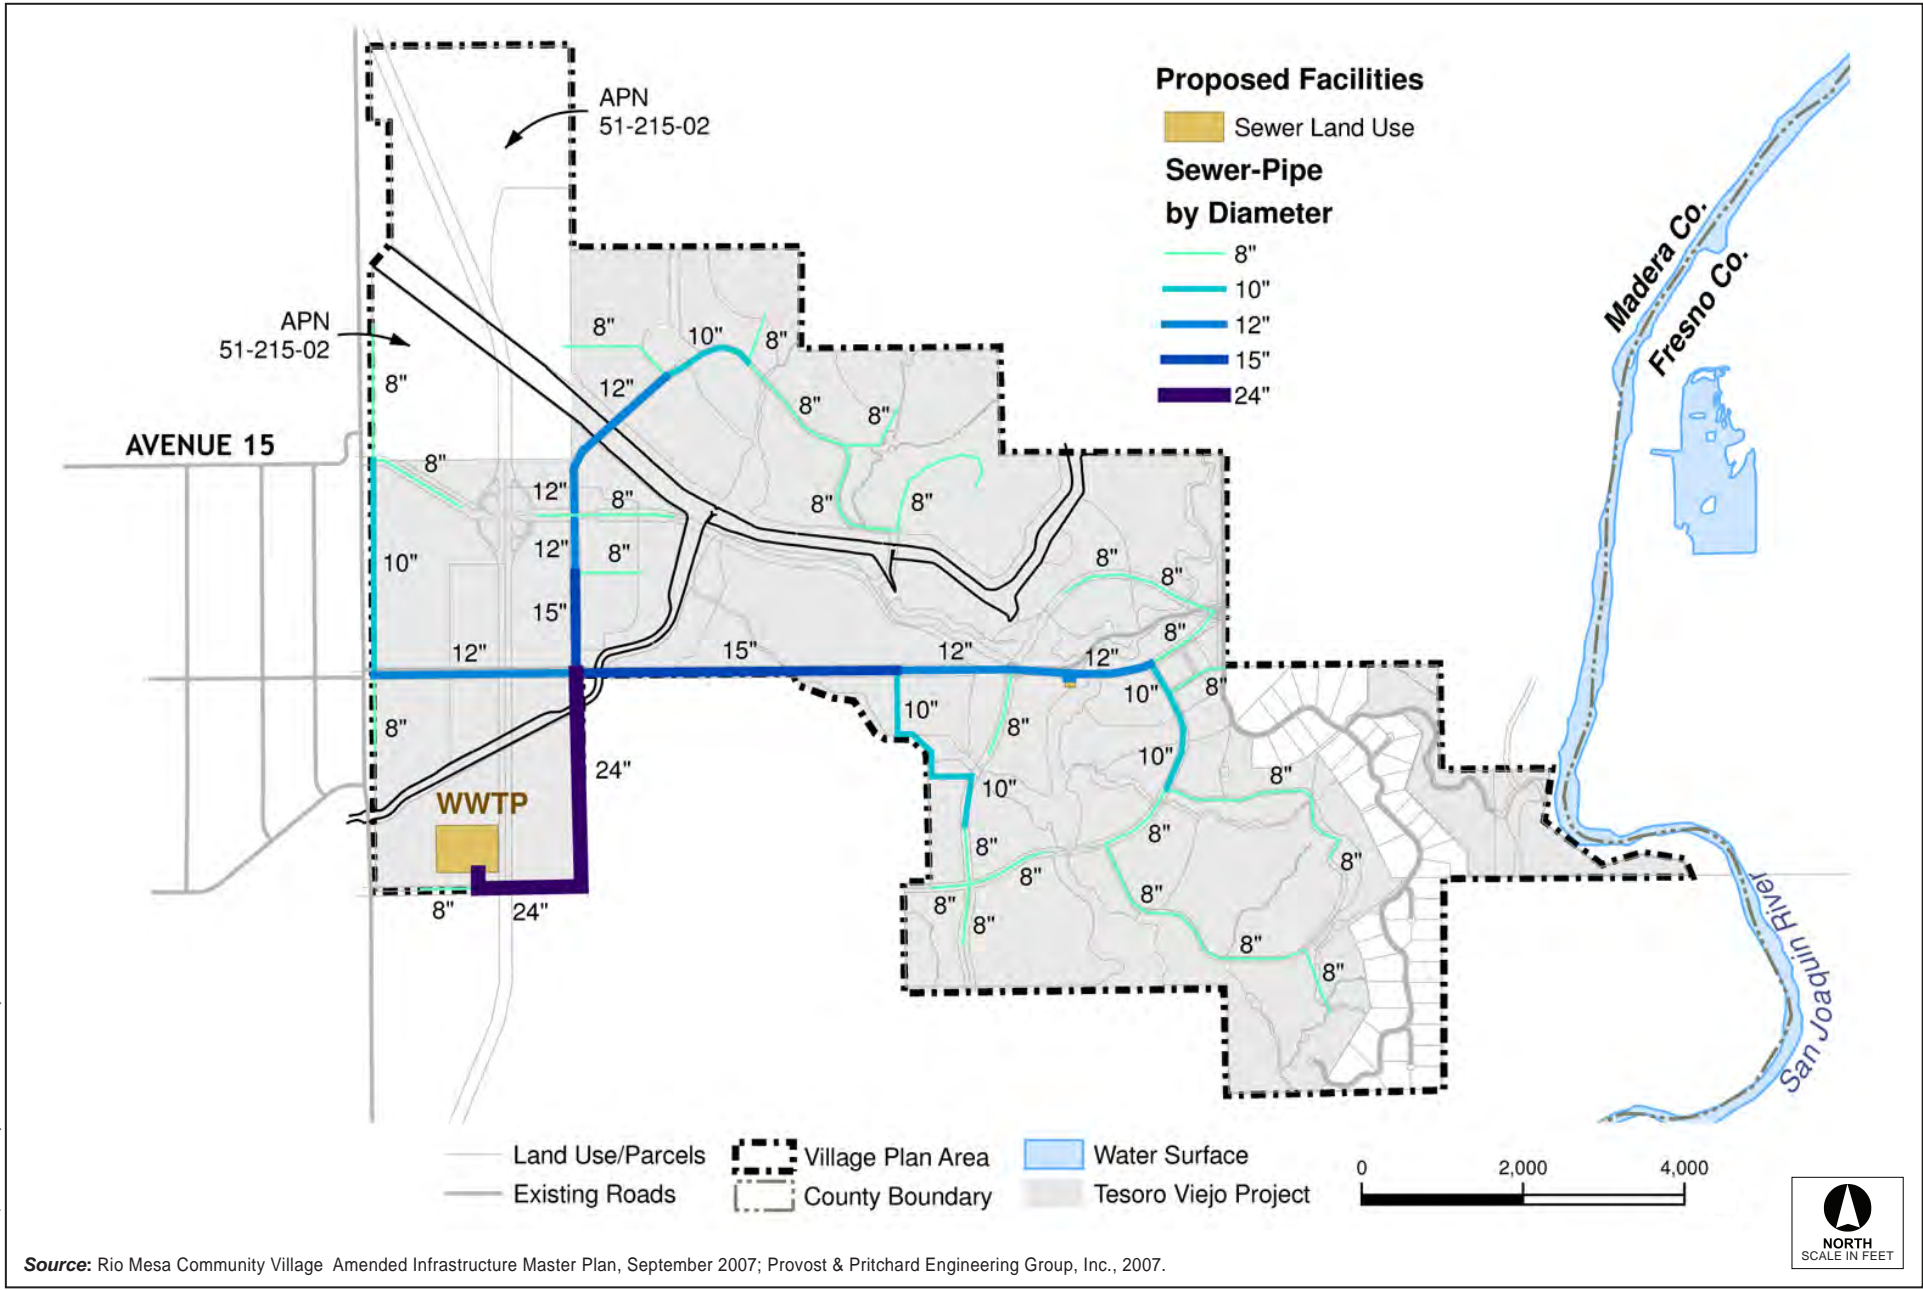 APN
51-215-02
Proposed Facilities
Sewer Land Use
Sewer-Pipe
by Diameter
8"
10"
12"
15"
24"
Madera Co.
Fresno Co.
APN
51-215-02
AVENUE 15
8"
10"
8"
12"
8"
8"
8"
8"
12"
8"
8"
8"
12"
8"
10"
15"
8"
8"
8"
12"
15"
12"
12"
10"
8"
8"
10"
8"
10"
24"
10"
8"
WWTP
8"
8"
8"
8"
8"
24"
8"
8"
8"
8"
8"
San Joaquin River
Land Use/Parcels
Existing Roads
Village Plan Area
County Boundary
Water Surface
Tesoro Viejo Project
0 2,000 4,000
NORTH
SCALE IN FEET
Source: Rio Mesa Community Village Amended Infrastructure Master Plan, September 2007; Provost & Pritchard Engineering Group, Inc., 2007.